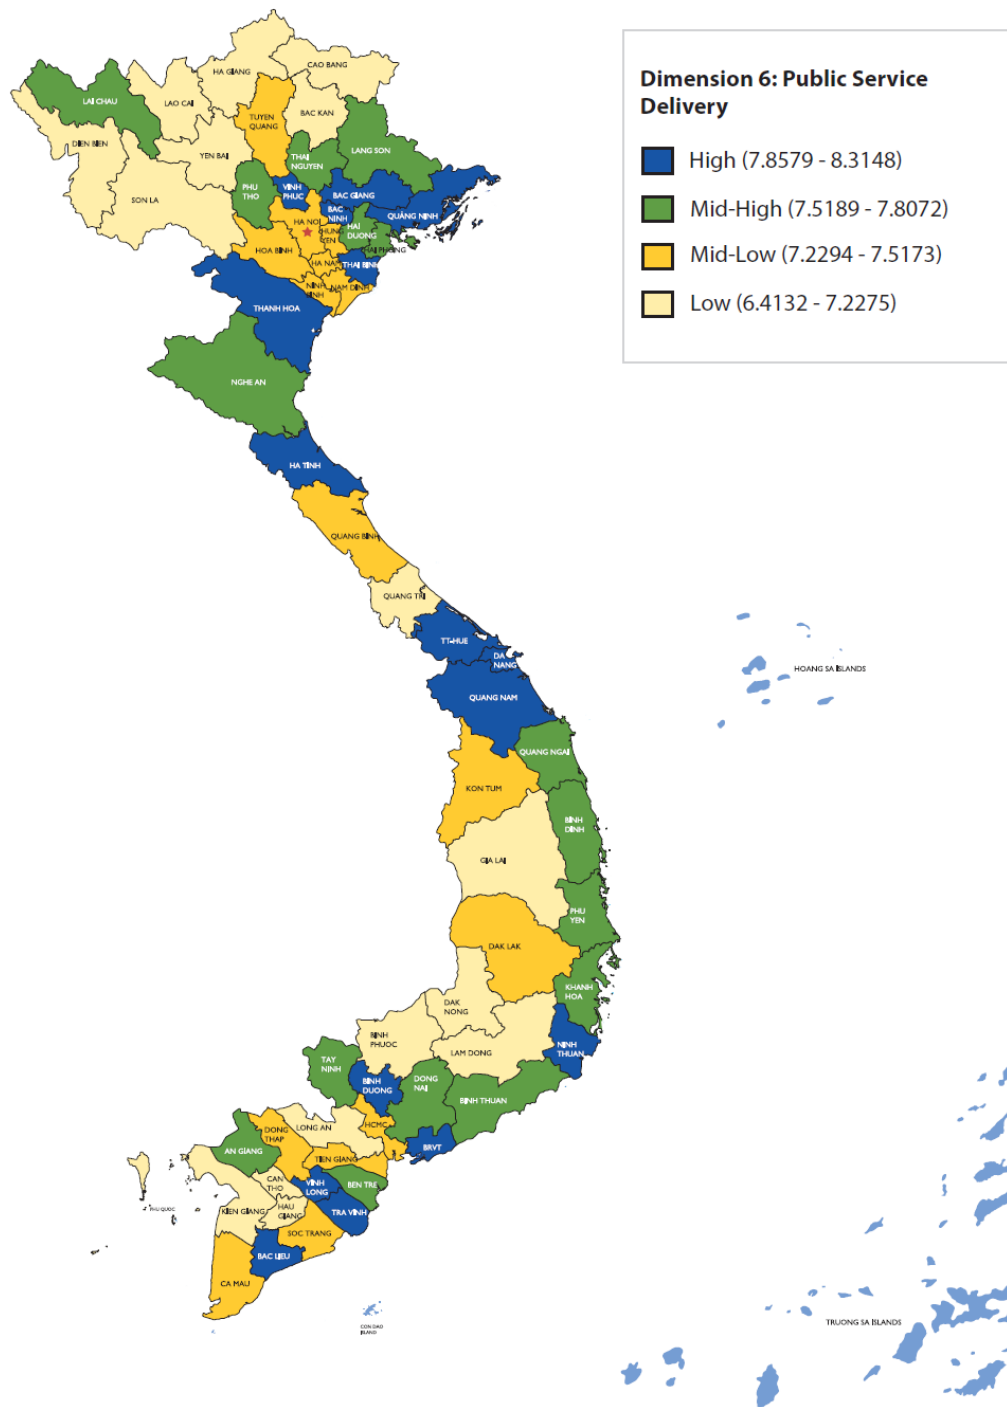 Dimension 6: Public Service
Delivery
High (7.8579 - 8.3148)
Mid-High (7.5189 - 7.8072)
Mid-Low (7.2294 - 7.5173)
Low (6.4132 - 7.2275)
HA GIANG
CAO BANG
LAI CHAU
LAO CAI
BAC KAN
TUYEN
QUANG
DIEN BIEN
YEN BAI
THAI
NGUYEN
LANG SON
SON LA
PHU
THO
VINH
PHUC
BAC GIANG
BAC
NINH
QUẢNG NINH
HA NOI
HUNG
YEN
HAI
DUONG
HAI PHONG
HOA BINH
HA NAM
THAI BINH
NINH
BINH
NAM DINH
THANH HOA
NGHE AN
HA TINH
QUANG BINH
QUANG TRI
TT-HUE
DA
NANG
HOANG SA ISLANDS
QUANG NAM
QUANG NGAI
KON TUM
BINH
DINH
GIA LAI
PHU
YEN
DAK LAK
KHANH
HOA
DAK
NONG
BINH
PHUOC
LAM DONG
NINH
THUAN
TAY
NINH
BINH
DUONG
DONG
NAI
BINH THUAN
LONG AN
HCMC
DONG
THAP
BRVT
AN GIANG
TIEN GIANG
CAN
THO
VINH
LONG
BEN TRE
KIEN GIANG
HAU
GIANG
TRA VINH
PHU QUOC
SOC TRANG
BAC LIEU
CA MAU
CON DAO
ISLAND
TRUONG SA ISLANDS